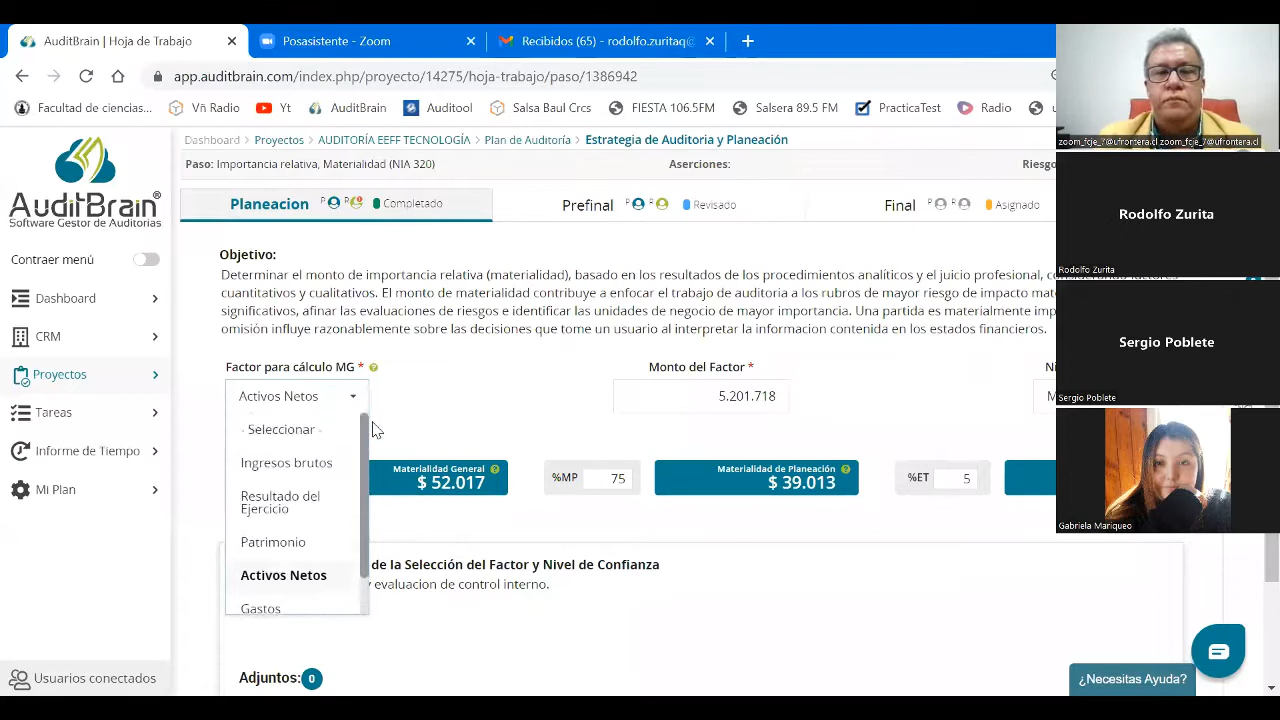 AuditBrain | Hoja de Trabajo
Posasistente - Zoom
Recibidos (65) - rodolfo.zuritaq@
app.auditbrain.com/index.php/proyecto/14275/hoja-trabajo/paso/1386942
Facultad de ciencias...
Vñ Radio
Yt
AuditBrain
Auditool
Salsa Baul Crcs
FIESTA 106.5FM
Salsera 89.5 FM
PracticaTest
Radio
zoom_fcje_7@ufrontera.cl zoom_fcje_7@ufrontera.cl
AuditBrain®
Software Gestor de Auditorias
Dashboard
Proyectos
AUDITORÍA EEFF TECNOLOGÍA
Plan de Auditoría
Estrategia de Auditoria y Planeación
Paso: Importancia relativa, Materialidad (NIA 320)
Aserciones:
Planeacion
P
R
Completado
Prefinal
P
R
Revisado
Final
P
R
Asignado
Contraer menú
Dashboard
CRM
Proyectos
Tareas
Informe de Tiempo
Mi Plan
Usuarios conectados
Objetivo:
Determinar el monto de importancia relativa (materialidad), basado en los resultados de los procedimientos analíticos y el juicio profesional,
cuantitativos y cualitativos. El monto de materialidad contribuye a enfocar el trabajo de auditoria a los rubros de mayor riesgo de impacto
significativos, afinar las evaluaciones de riesgos e identificar las unidades de negocio de mayor importancia. Una partida es materialmente
omisión influye razonablemente sobre las decisiones que tome un usuario al interpretar la informacion contenida en los estados financieros.
Factor para cálculo MG *
Monto del Factor *
Activos Netos
5.201.718
- Seleccionar -
Ingresos brutos
Resultado del
Ejercicio
Patrimonio
Activos Netos
Gastos
Materialidad General
$ 52.017
%MP
75
Materialidad de Planeación
$ 39.013
%ET
5
de la Selección del Factor y Nivel de Confianza
evaluacion de control interno.
Adjuntos: 0
Rodolfo Zurita
Rodolfo Zurita
Sergio Poblete
Sergio Poblete
Gabriela Mariqueo
¿Necesitas Ayuda?